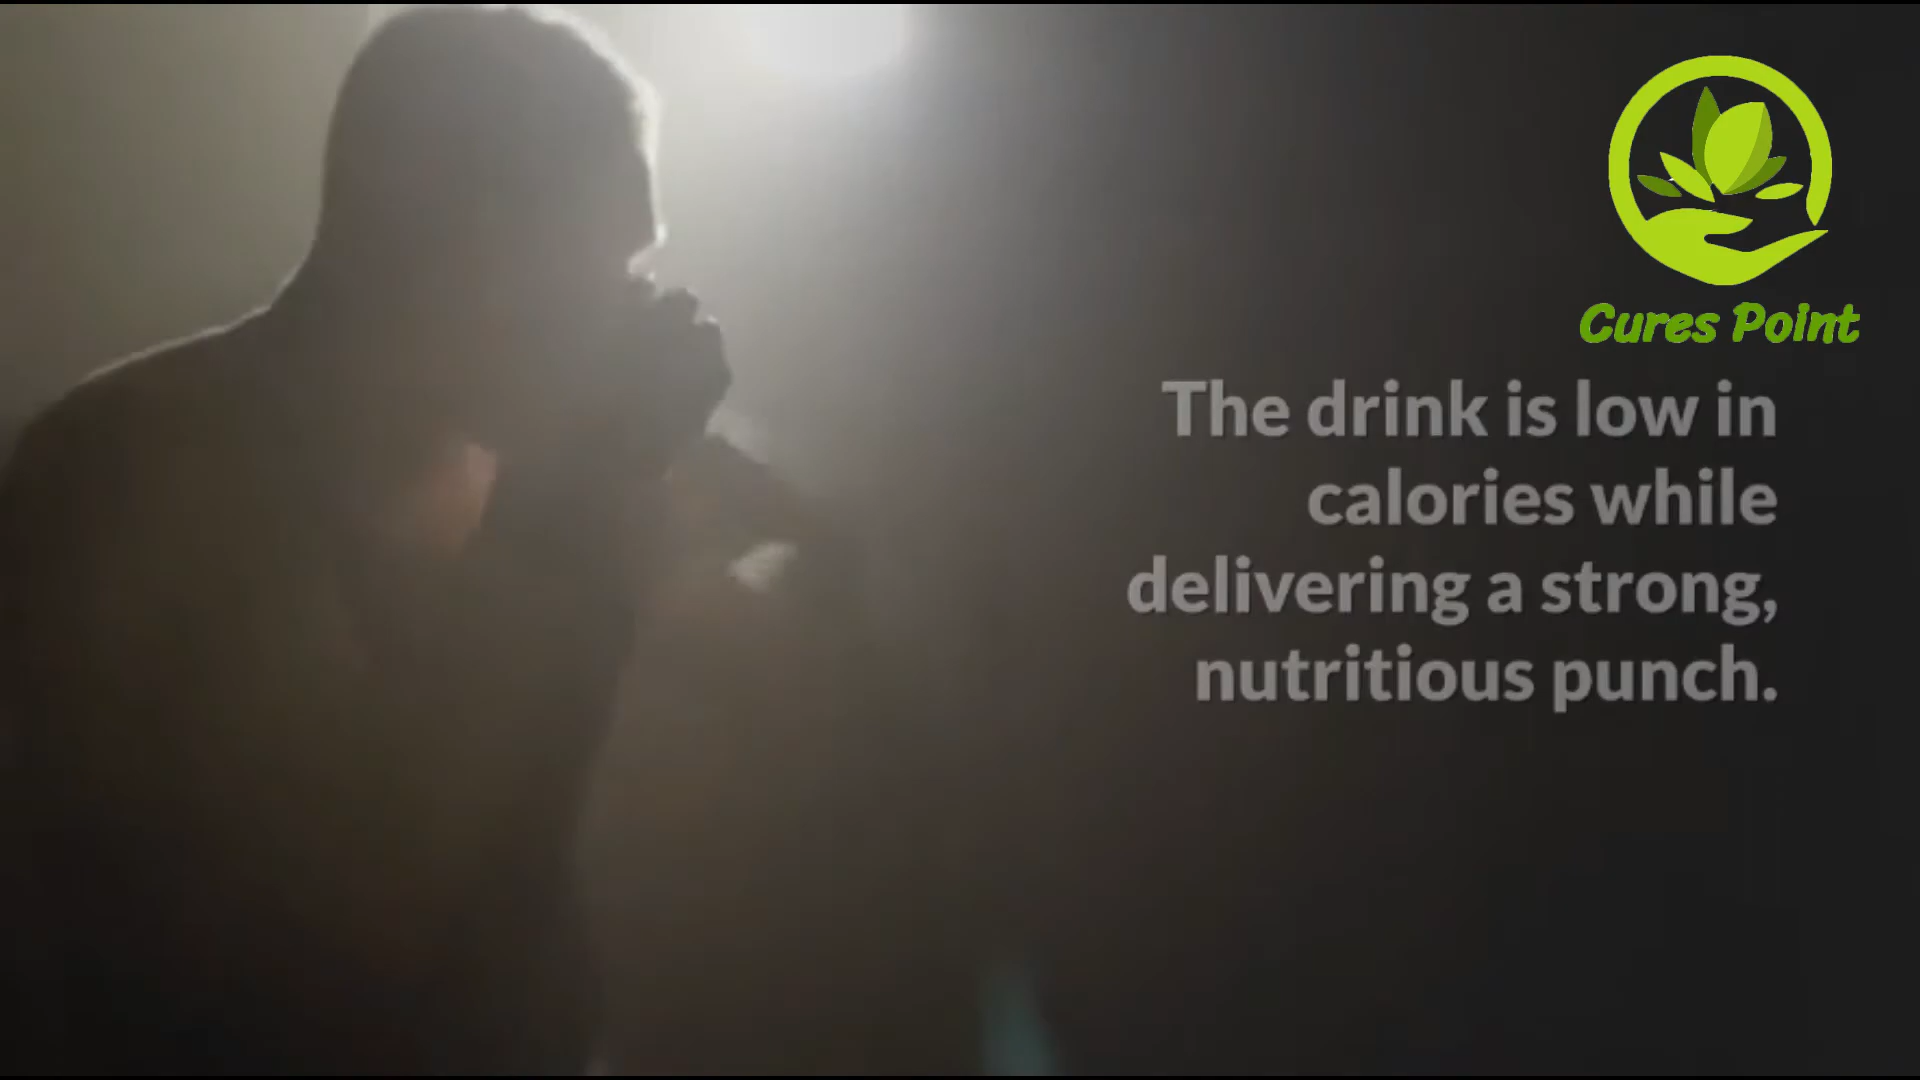 Cures Point
The drink is low in
calories while
delivering a strong,
nutritious punch.